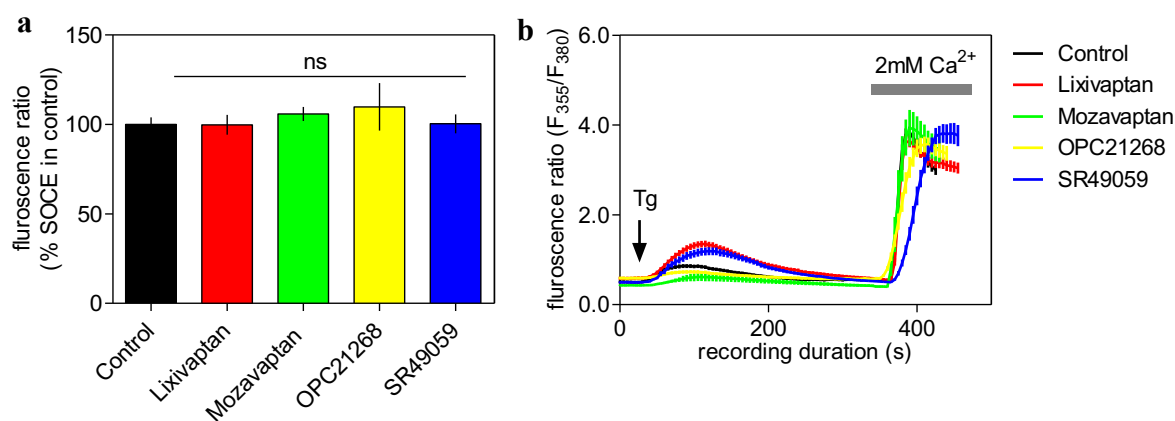 a
fluroscence ratio
(% SOCE in control)
150
100
50
0
ns
Control
Lixivaptan
Mozavaptan
OPC21268
SR49059
b
fluroscence ratio (F355/F380)
6.0
4.0
2.0
0.0
Tg
2mM Ca2+
0
200
400
recording duration (s)
Control
Lixivaptan
Mozavaptan
OPC21268
SR49059